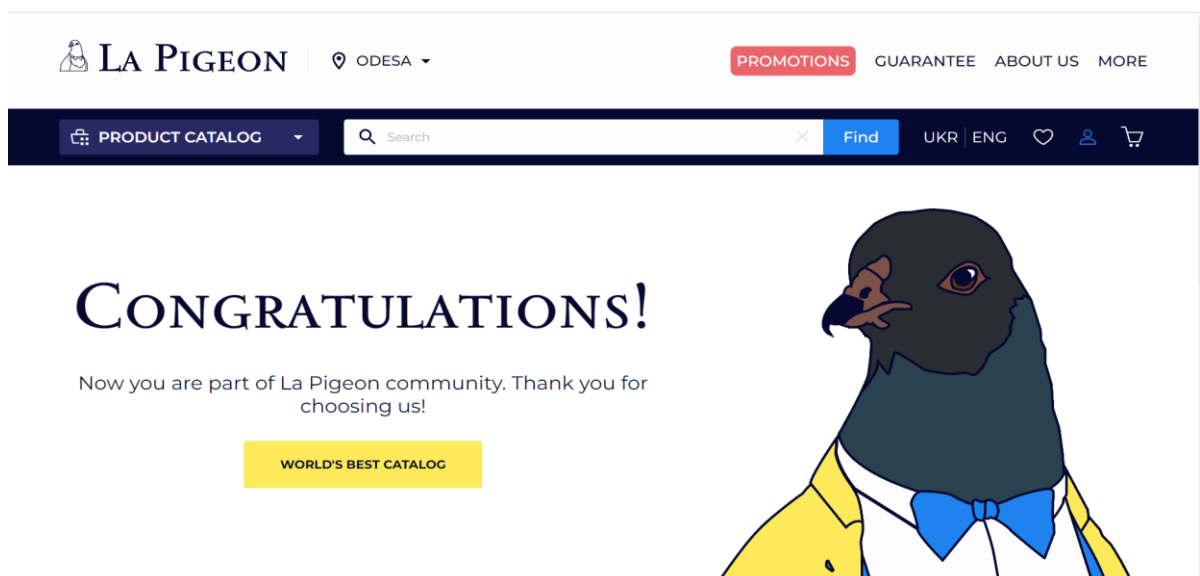 LA PIGEON
ODESA
PROMOTIONS GUARANTEE ABOUT US MORE
PRODUCT CATALOG
Search
Find
UKR ENG
CONGRATULATIONS!
Now you are part of La Pigeon community. Thank you for
choosing us!
WORLD'S BEST CATALOG